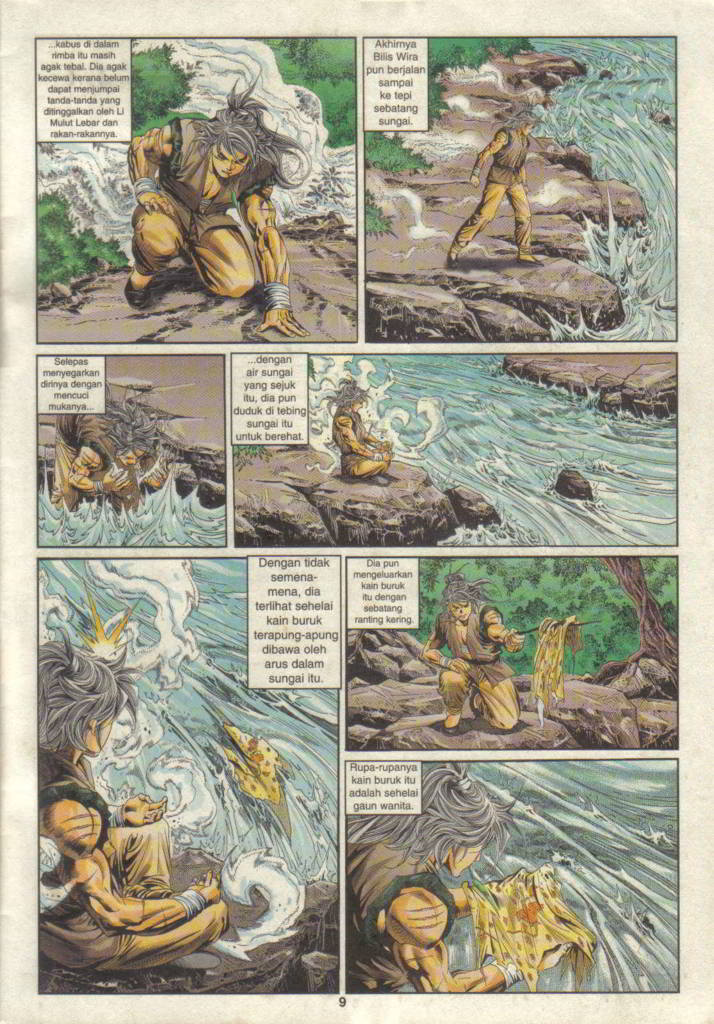 ...kabus di dalam
rimba itu masih
agak tebal. Dia agak
kecewa kerana belum
dapat menjumpai
tanda-tanda yang
ditinggalkan oleh Li
Mulut Lebar dan
rakan-rakannya.
Akhirnya
Bilis Wira
pun berjalan
sampai
ke tepi
sebatang
sungai.
Selepas
menyegarkan
dirinya dengan
mencuci
mukanya...
...dengan
air sungai
yang sejuk
itu, dia pun
duduk di tebing
sungai itu
untuk berehat.
Dengan tidak
semena-
mena, dia
terlihat sehelai
kain buruk
terapung-apung
dibawa oleh
arus dalam
sungai itu.
Dia pun
mengeluarkan
kain buruk
itu dengan
sebatang
ranting kering.
Rupa-rupanya
kain buruk itu
adalah sehelai
gaun wanita.
9